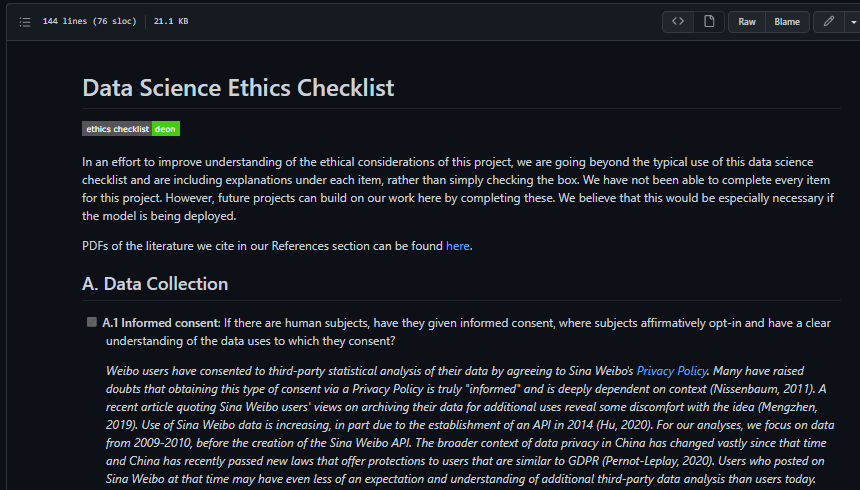 144 lines (76 sloc) 21.1 KB
Raw Blame
Data Science Ethics Checklist
ethics checklist deon
In an effort to improve understanding of the ethical considerations of this project, we are going beyond the typical use of this data science
checklist and are including explanations under each item, rather than simply checking the box. We have not been able to complete every item
for this project. However, future projects can build on our work here by completing these. We believe that this would be especially necessary if
the model is being deployed.
PDFs of the literature we cite in our References section can be found here.
A. Data Collection
A.1 Informed consent: If there are human subjects, have they given informed consent, where subjects affirmatively opt-in and have a clear
understanding of the data uses to which they consent?
Weibo users have consented to third-party statistical analysis of their data by agreeing to Sina Weibo's Privacy Policy. Many have raised
doubts that obtaining this type of consent via a Privacy Policy is truly "informed" and is deeply dependent on context (Nissenbaum, 2011). A
recent article quoting Sina Weibo users' views on archiving their data for additional uses reveal some discomfort with the idea (Mengzhen,
2019). Use of Sina Weibo data is increasing, in part due to the establishment of an API in 2014 (Hu, 2020). For our analyses, we focus on data
from 2009-2010, before the creation of the Sina Weibo API. The broader context of data privacy in China has changed vastly since that time
and China has recently passed new laws that offer protections to users that are similar to GDPR (Pernot-Leplay, 2020). Users who posted on
Sina Weibo at that time may have even less of an expectation and understanding of additional third-party data analysis than users today.